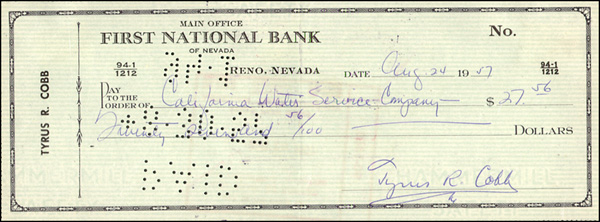 MAIN OFFICE
FIRST NATIONAL BANK No.
OF NEVADA
94-1
1212 RENO, NEVADA DATE Aug 24 1957 94-1
1212
PAY
TO THE
ORDER OF California Water Service Company $ 27.56
Twenty 56/100 DOLLARS
TYRUS R. COBB
Tyrus R. Cobb
PAID